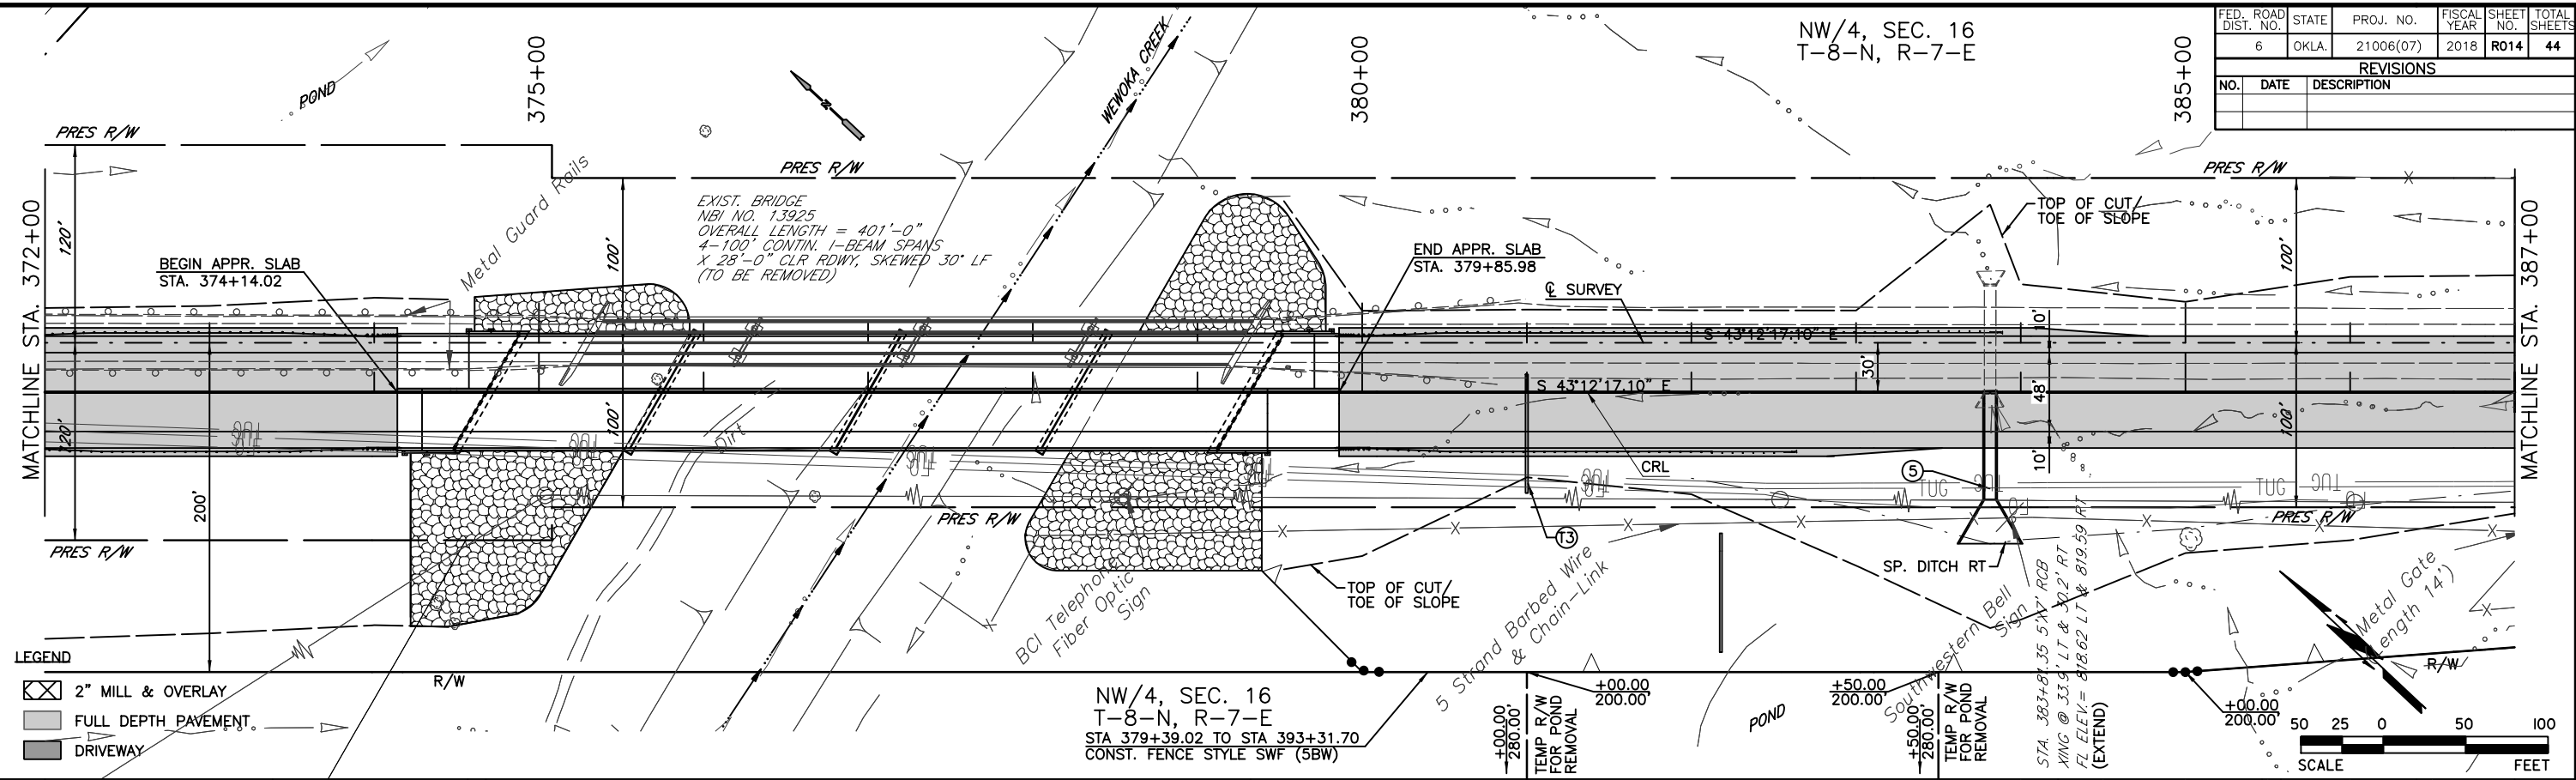 NW/4, SEC. 16
T-8-N, R-7-E
FED. ROAD DIST. NO.
STATE
PROJ. NO.
FISCAL YEAR
SHEET NO.
TOTAL SHEETS
6
OKLA.
21006(07)
2018
R014
44
REVISIONS
NO.
DATE
DESCRIPTION
375+00
380+00
385+00
POND
WEWOKA CREEK
N
PRES R/W
PRES R/W
PRES R/W
MATCHLINE STA. 372+00
MATCHLINE STA. 387+00
120'
120'
200'
100'
100'
Metal Guard Rails
EXIST. BRIDGE
NBI NO. 13925
OVERALL LENGTH = 401'-0"
4-100' CONTIN. I-BEAM SPANS
X 28'-0" CLR RDWY, SKEWED 30° LF
(TO BE REMOVED)
BEGIN APPR. SLAB
STA. 374+14.02
END APPR. SLAB
STA. 379+85.98
℄ SURVEY
TOP OF CUT/
TOE OF SLOPE
100'
100'
10'
30'
48'
10'
S 43°12'17.10" E
S 43°12'17.10" E
Dirt
CRL
5
T3
TUG
TUG
TUG
TUG
TUG
TUG
TUG
TUG
TUG
FO
PRES R/W
PRES R/W
PRES R/W
SP. DITCH RT
TOP OF CUT/
TOE OF SLOPE
BCI Telephone
Fiber Optic
Sign
5 Strand Barbed Wire
& Chain-Link
Southwestern Bell
Sign
STA. 383+81.35 5'X7' RCB
XING @ 33.9' LT & 30.2' RT
FL ELEV.= 818.62 LT & 819.59 RT
(EXTEND)
Metal Gate
Length 14')
R/W
R/W
LEGEND
2" MILL & OVERLAY
FULL DEPTH PAVEMENT
DRIVEWAY
NW/4, SEC. 16
T-8-N, R-7-E
STA 379+39.02 TO STA 393+31.70
CONST. FENCE STYLE SWF (5BW)
+00.00
200.00
+00.00
280.00'
TEMP R/W
FOR POND
REMOVAL
POND
+50.00
200.00
+50.00
280.00'
TEMP R/W
FOR POND
REMOVAL
+00.00
200.00'
50 25 0 50 100
SCALE FEET